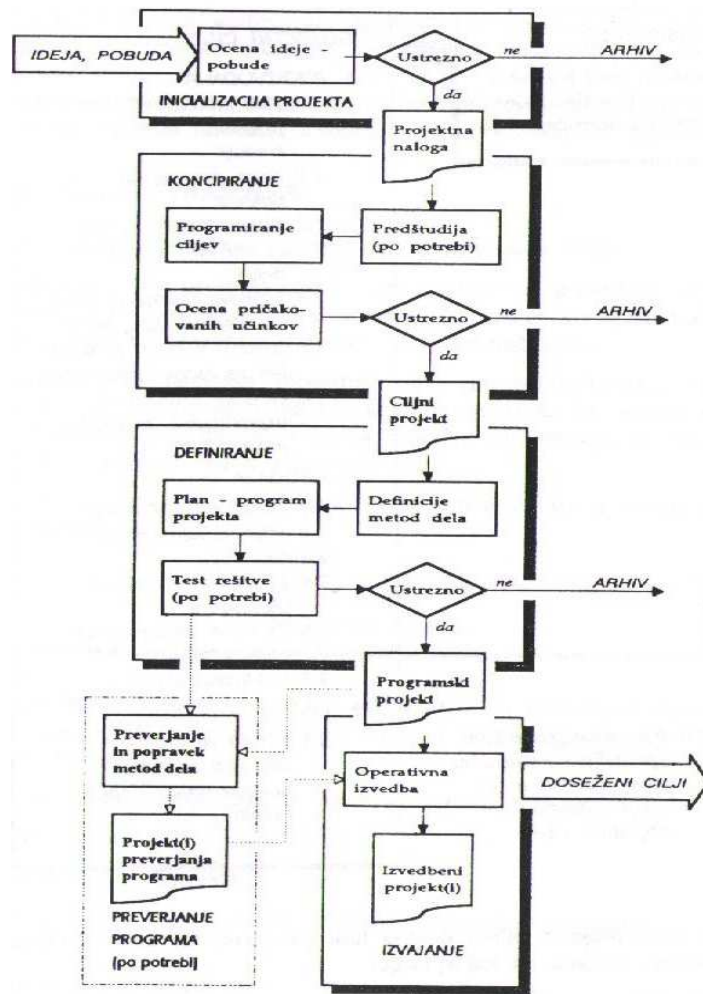 IDEJA, POBUDA
Ocena ideje -
pobude
Ustrezno
ne
ARHIV
da
INICIALIZACIJA PROJEKTA
Projektna
naloga
KONCIPIRANJE
Programiranje
ciljev
Predštudija
(po potrebi)
Ocena pričako-
vanih učinkov
Ustrezno
ne
ARHIV
da
Ciljni
projekt
DEFINIRANJE
Plan - program
projekta
Definicije
metod dela
Test rešitve
(po potrebi)
Ustrezno
ne
ARHIV
da
Programski
projekt
Preverjanje
in popravek
metod dela
Operativna
izvedba
DOSEŽENI CILJI
Projekt(i)
preverjanja
programa
Izvedbeni
projekt(i)
PREVERJANJE
PROGRAMA
(po potrebi)
IZVAJANJE